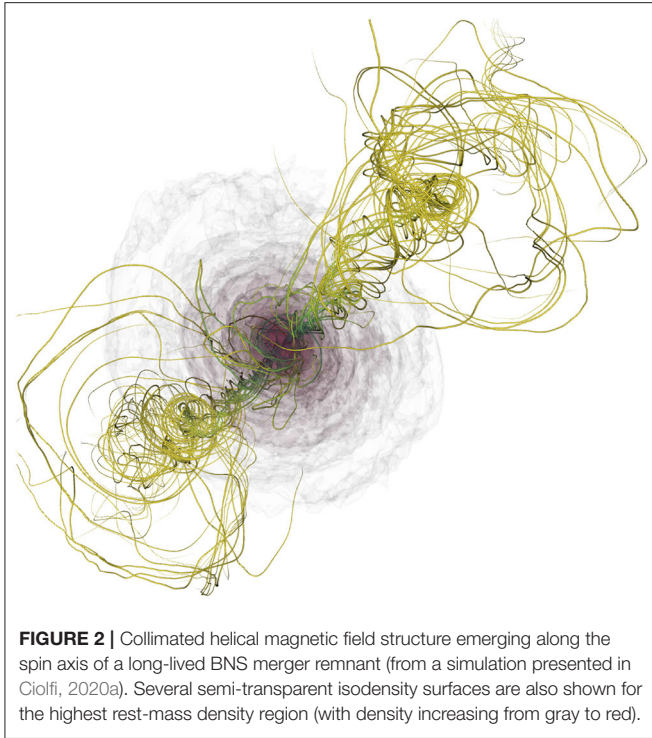 FIGURE 2 | Collimated helical magnetic field structure emerging along the
spin axis of a long-lived BNS merger remnant (from a simulation presented in
Ciolfi, 2020a). Several semi-transparent isodensity surfaces are also shown for
the highest rest-mass density region (with density increasing from gray to red).